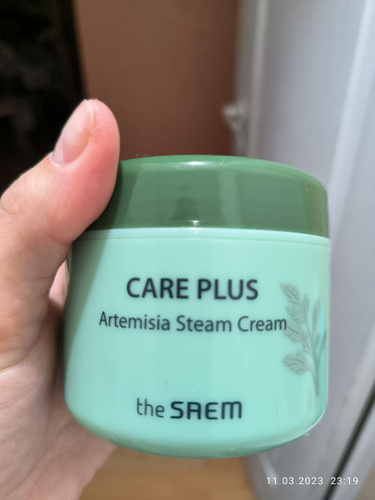 CARE PLUS
Artemisia Steam Cream
the SAEM
11.03.2023 23:19